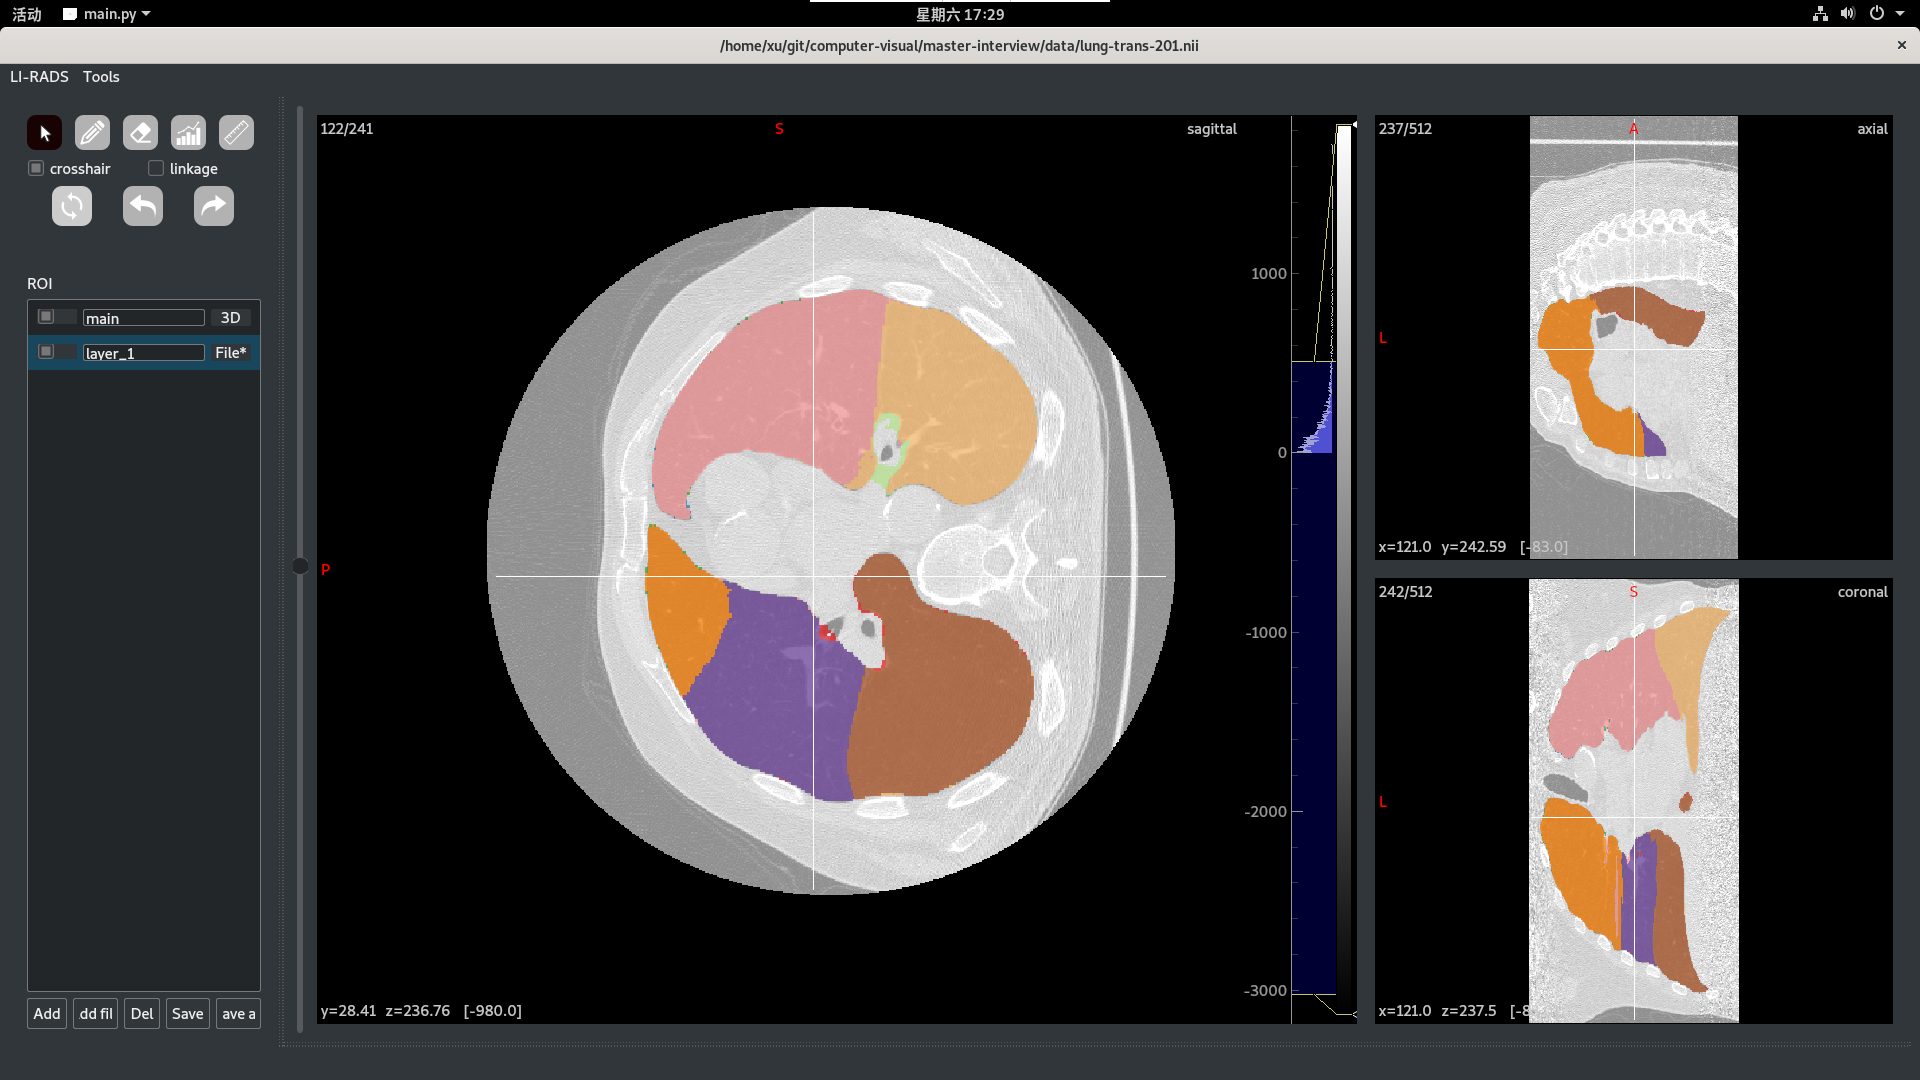 活动 main.py 星期六 17:29
/home/xu/git/computer-visual/master-interview/data/lung-trans-201.nii
LI-RADS Tools
crosshair linkage
ROI
main 3D
layer_1 File*
Add dd fil Del Save ave a
122/241 S sagittal
P
y=28.41 z=236.76 [-980.0]
1000
0
-1000
-2000
-3000
237/512 A axial
L
x=121.0 y=242.59 [-83.0]
242/512 S coronal
L
x=121.0 z=237.5 [-8